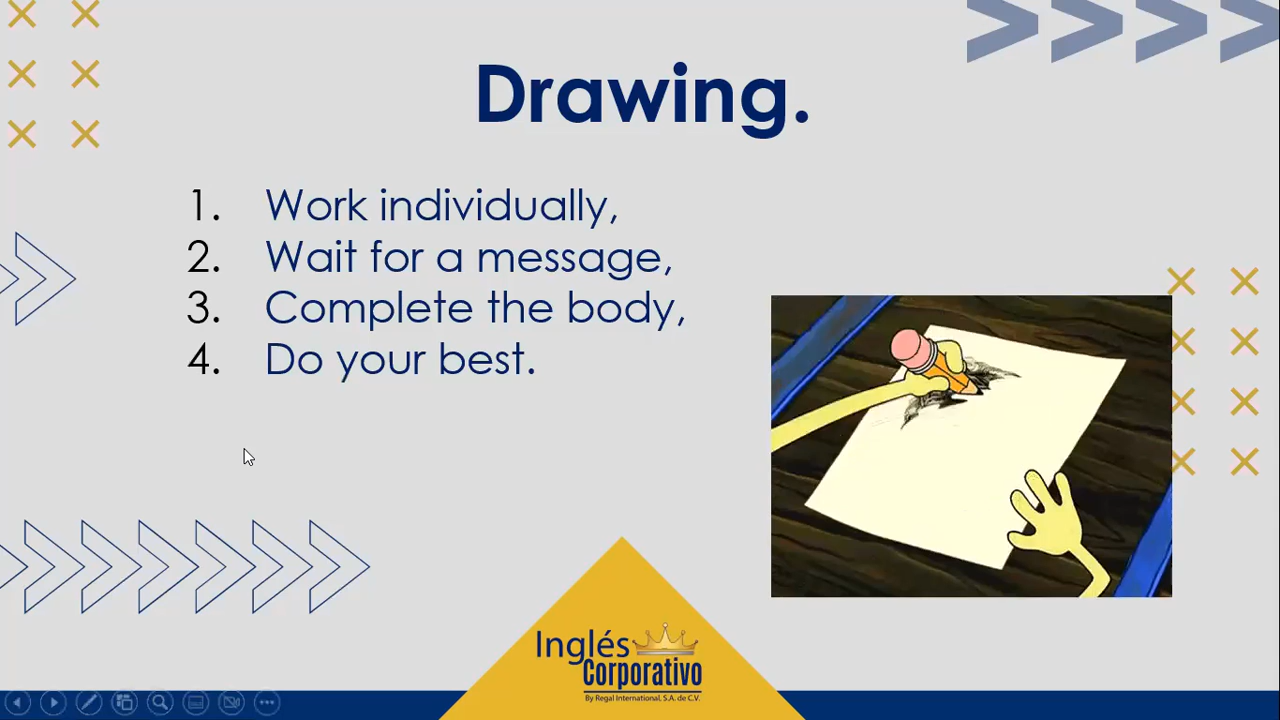 Drawing.
1. Work individually,
2. Wait for a message,
3. Complete the body,
4. Do your best.
Inglés
Corporativo
By Regal International, S.A. de C.V.